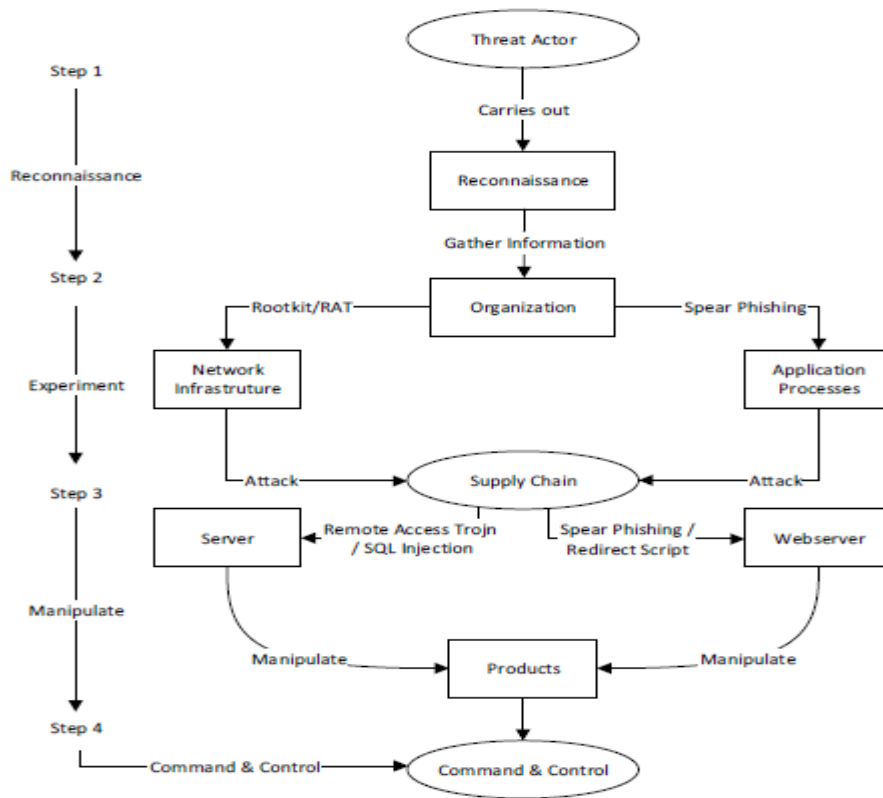 Threat Actor
Step 1
Carries out
Reconnaissance
Reconnaissance
Gather Information
Step 2
Rootkit/RAT
Organization
Spear Phishing
Network
Infrastruture
Application
Processes
Experiment
Attack
Supply Chain
Attack
Step 3
Server
Remote Access Trojn
/ SQL Injection
Spear Phishing /
Redirect Script
Webserver
Manipulate
Manipulate
Products
Manipulate
Step 4
Command & Control
Command & Control